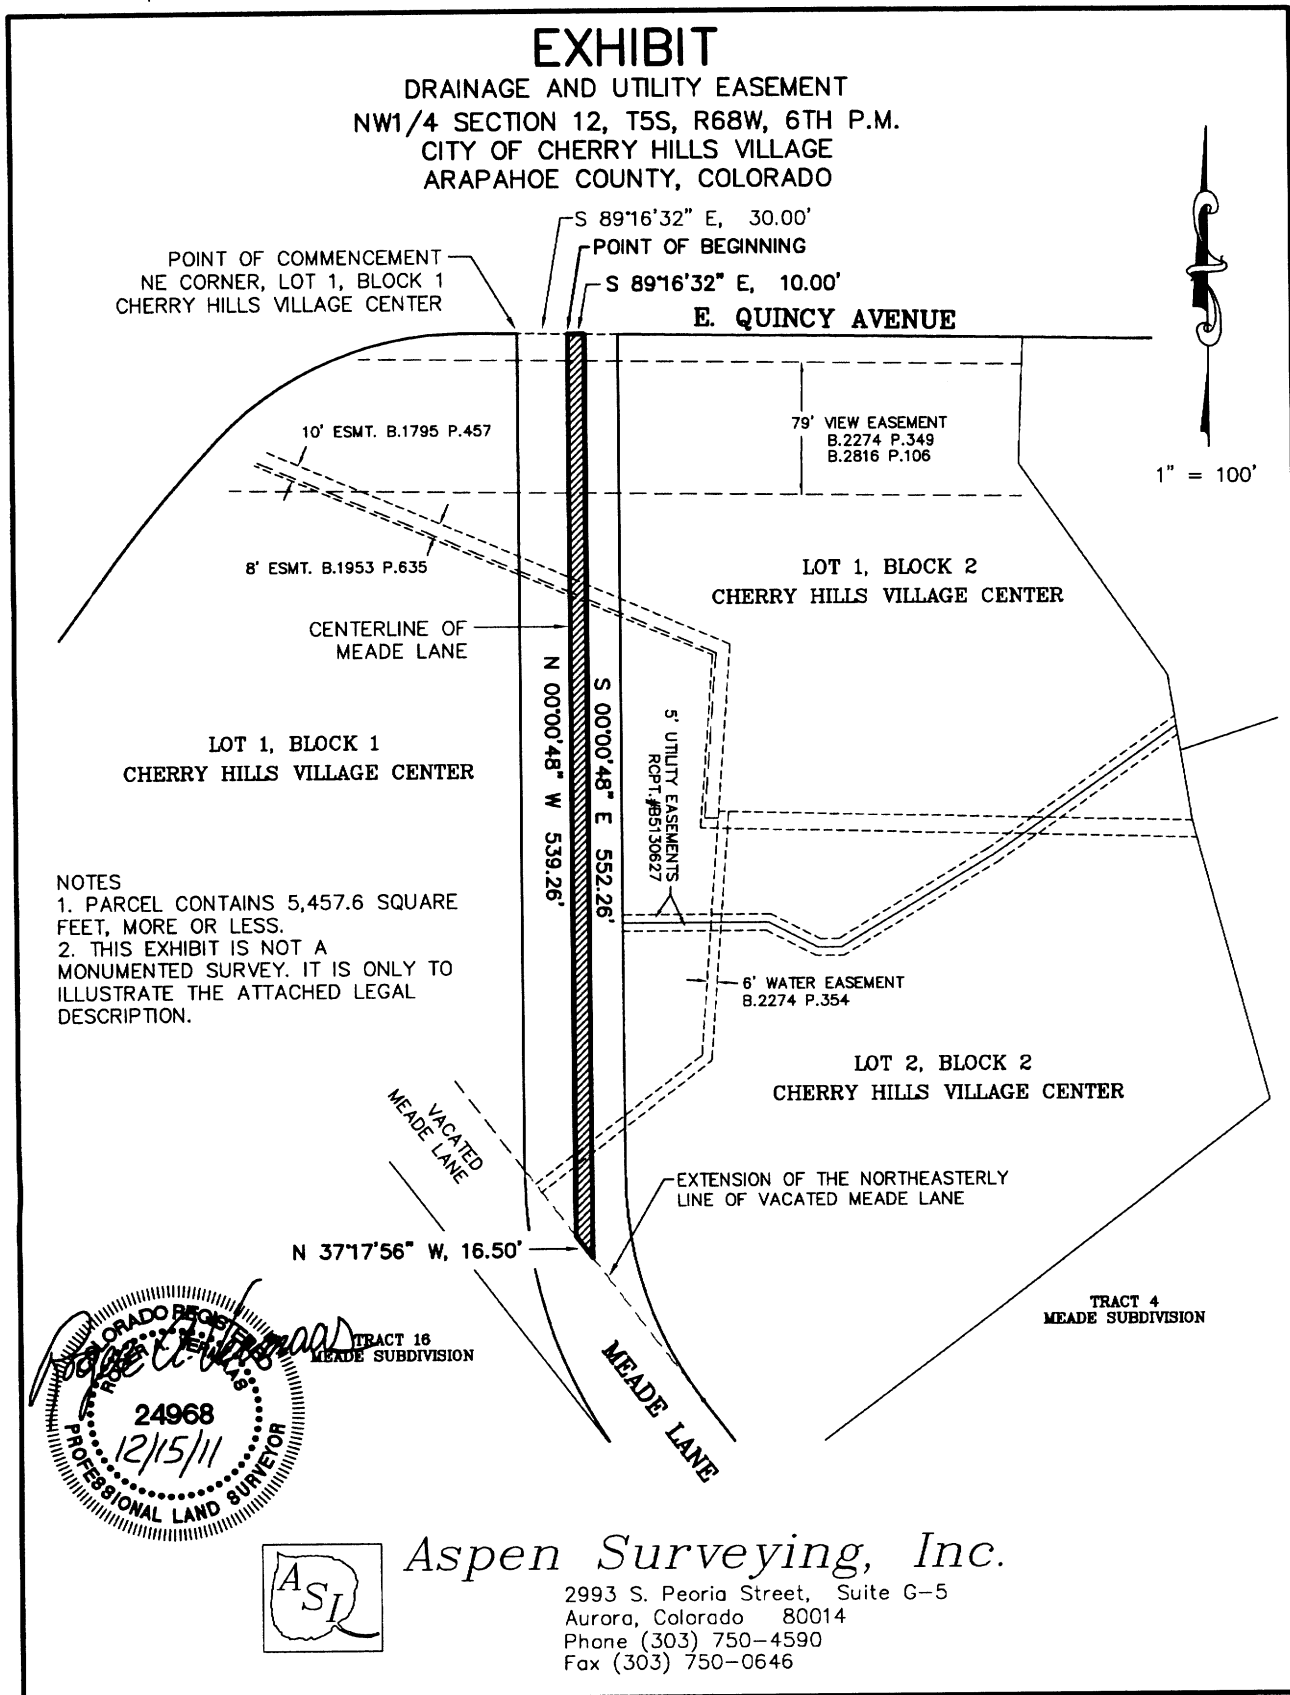 EXHIBIT
DRAINAGE AND UTILITY EASEMENT
NW1/4 SECTION 12, T5S, R68W, 6TH P.M.
CITY OF CHERRY HILLS VILLAGE
ARAPAHOE COUNTY, COLORADO
S 89°16'32" E, 30.00'
POINT OF BEGINNING
S 89°16'32" E, 10.00'
POINT OF COMMENCEMENT
NE CORNER, LOT 1, BLOCK 1
CHERRY HILLS VILLAGE CENTER
E. QUINCY AVENUE
10' ESMT. B.1795 P.457
79' VIEW EASEMENT
B.2274 P.349
B.2816 P.106
1" = 100'
8' ESMT. B.1953 P.635
LOT 1, BLOCK 2
CHERRY HILLS VILLAGE CENTER
CENTERLINE OF
MEADE LANE
N 00°00'48" W 539.26'
S 00°00'48" E 552.26'
5' UTILITY EASEMENTS
RCPT.#B5130627
LOT 1, BLOCK 1
CHERRY HILLS VILLAGE CENTER
NOTES
1. PARCEL CONTAINS 5,457.6 SQUARE
FEET, MORE OR LESS.
2. THIS EXHIBIT IS NOT A
MONUMENTED SURVEY. IT IS ONLY TO
ILLUSTRATE THE ATTACHED LEGAL
DESCRIPTION.
6' WATER EASEMENT
B.2274 P.354
LOT 2, BLOCK 2
CHERRY HILLS VILLAGE CENTER
VACATED
MEADE LANE
EXTENSION OF THE NORTHEASTERLY
LINE OF VACATED MEADE LANE
N 37°17'56" W, 16.50'
TRACT 4
MEADE SUBDIVISION
TRACT 16
MEADE SUBDIVISION
MEADE LANE
COLORADO REGISTERED
24968
12/15/11
PROFESSIONAL LAND SURVEYOR
ASI
Aspen Surveying, Inc.
2993 S. Peoria Street, Suite G-5
Aurora, Colorado 80014
Phone (303) 750-4590
Fax (303) 750-0646